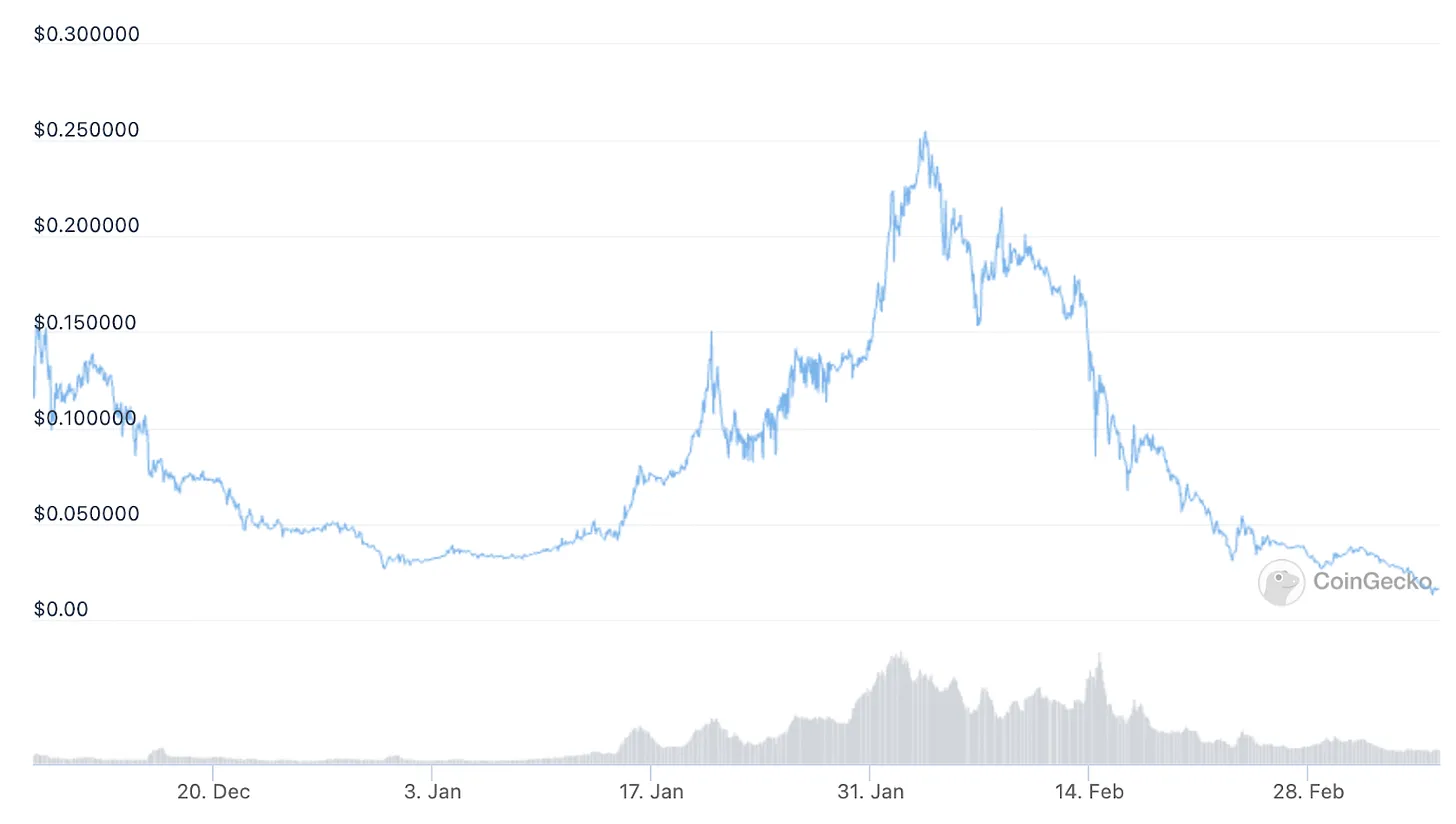 $0.300000
$0.250000
$0.200000
$0.150000
$0.100000
$0.050000
CoinGecko
$0.00
20. Dec
3. Jan
17. Jan
31. Jan
14. Feb
28. Feb